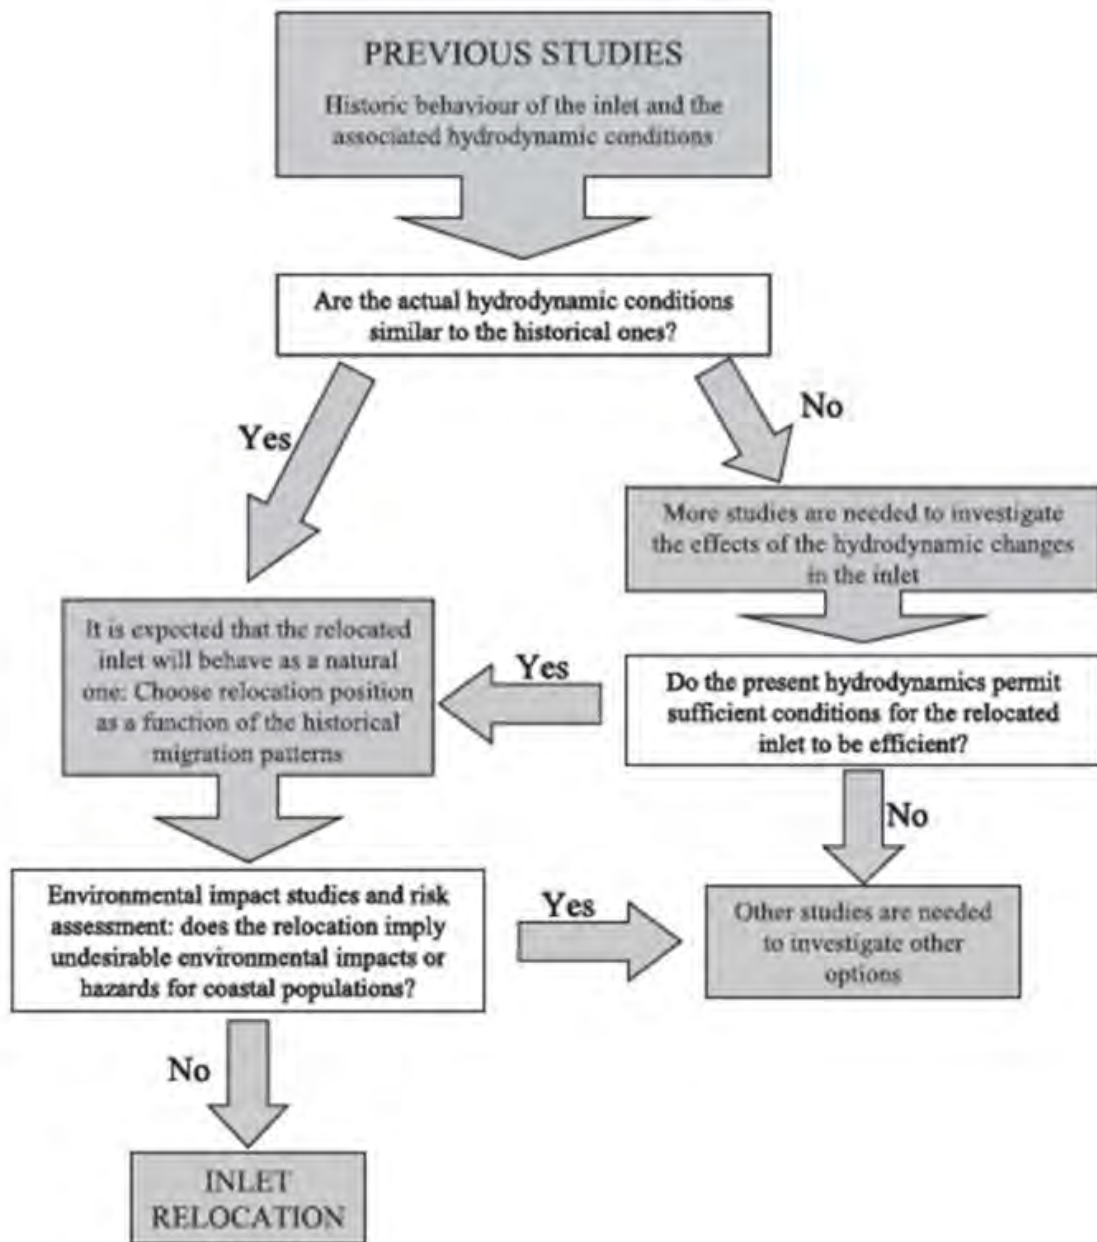 PREVIOUS STUDIES
Historic behaviour of the inlet and the
associated hydrodynamic conditions
Are the actual hydrodynamic conditions
similar to the historical ones?
Yes
No
More studies are needed to investigate
the effects of the hydrodynamic changes
in the inlet
It is expected that the relocated
inlet will behave as a natural
one: Choose relocation position
as a function of the historical
migration patterns
Yes
Do the present hydrodynamics permit
sufficient conditions for the relocated
inlet to be efficient?
No
Environmental impact studies and risk
assessment: does the relocation imply
undesirable environmental impacts or
hazards for coastal populations?
Yes
Other studies are needed
to investigate other
options
No
INLET
RELOCATION